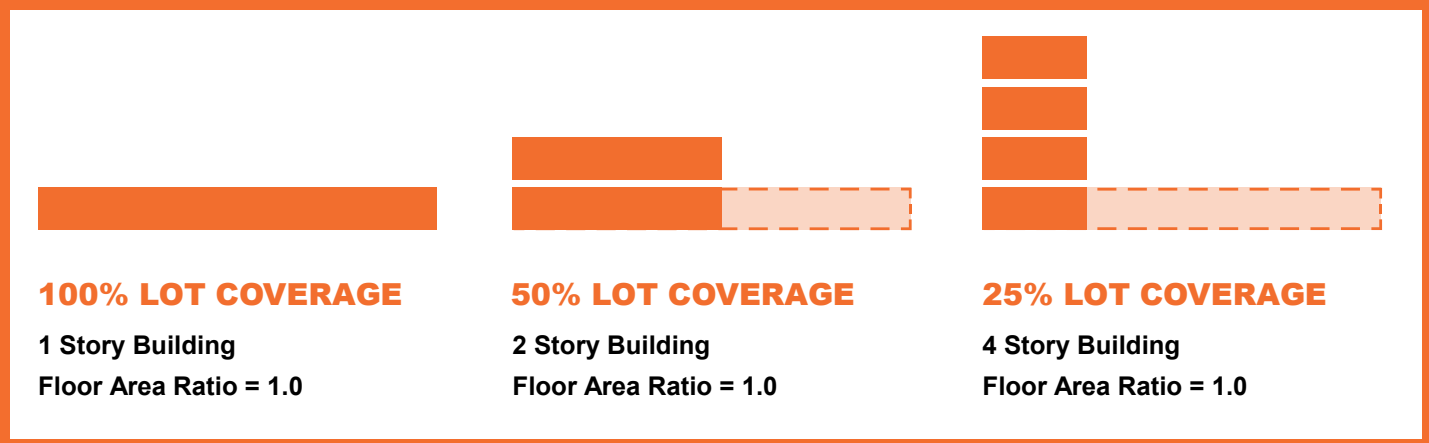 100% LOT COVERAGE
1 Story Building
Floor Area Ratio = 1.0
50% LOT COVERAGE
2 Story Building
Floor Area Ratio = 1.0
25% LOT COVERAGE
4 Story Building
Floor Area Ratio = 1.0